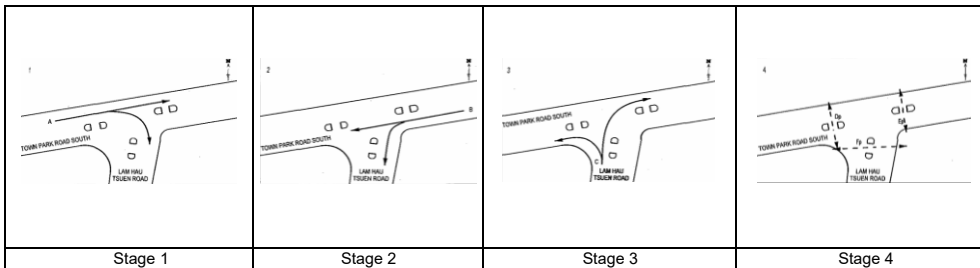 1
A
TOWN PARK ROAD SOUTH
LAM HAU
TSUEN ROAD
Stage 1
2
B
TOWN PARK ROAD SOUTH
LAM HAU
TSUEN ROAD
Stage 2
3
C
TOWN PARK ROAD SOUTH
LAM HAU
TSUEN ROAD
Stage 3
4
Dp
Fp
TOWN PARK ROAD SOUTH
LAM HAU
TSUEN ROAD
Stage 4